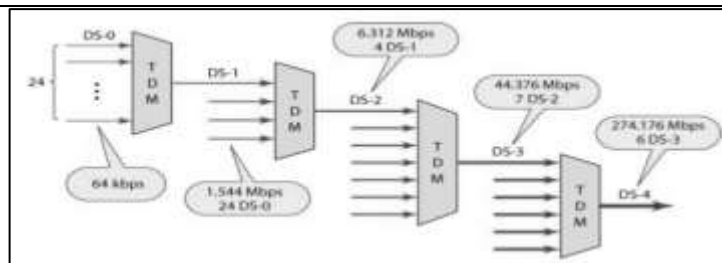 DS-0
24
T
D
M
64 kbps
DS-1
T
D
M
1.544 Mbps
24 DS-0
6.312 Mbps
4 DS-1
DS-2
T
D
M
44.376 Mbps
7 DS-2
DS-3
T
D
M
274.176 Mbps
6 DS-3
DS-4